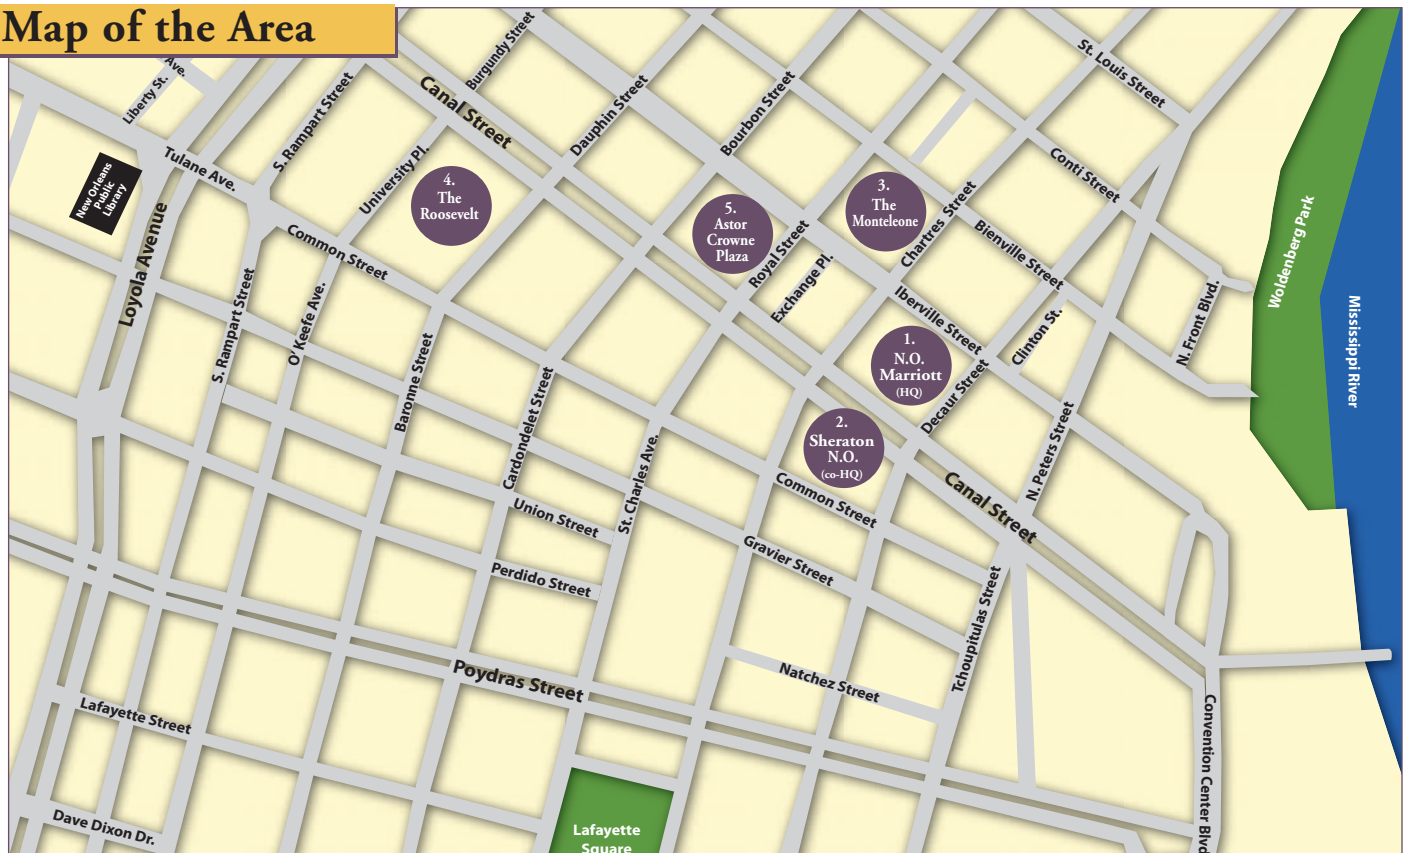 Map of the Area
Ave.
Liberty St.
Burgundy Street
Canal Street
S. Rampart Street
Dauphin Street
Bourbon Street
St. Louis Street
New Orleans
Public
Library
Tulane Ave.
University Pl.
4.
The
Roosevelt
5.
Astor
Crowne
Plaza
3.
The
Monteleone
Conti Street
Loyola Avenue
Common Street
Royal Street
Exchange Pl.
Chartres Street
Bienville Street
Woldenberg Park
Mississippi River
S. Rampart Street
O' Keefe Ave.
Iberville Street
Clinton St.
N. Front Blvd.
Baronne Street
1.
N.O.
Marriott
(HQ)
Decaur Street
Cardondelet Street
2.
Sheraton
N.O.
(co-HQ)
St. Charles Ave.
N. Peters Street
Canal Street
Common Street
Union Street
Gravier Street
Perdido Street
Tchoupitulas Street
Natchez Street
Poydras Street
Lafayette Street
Convention Center Blvd
Dave Dixon Dr.
Lafayette
Square